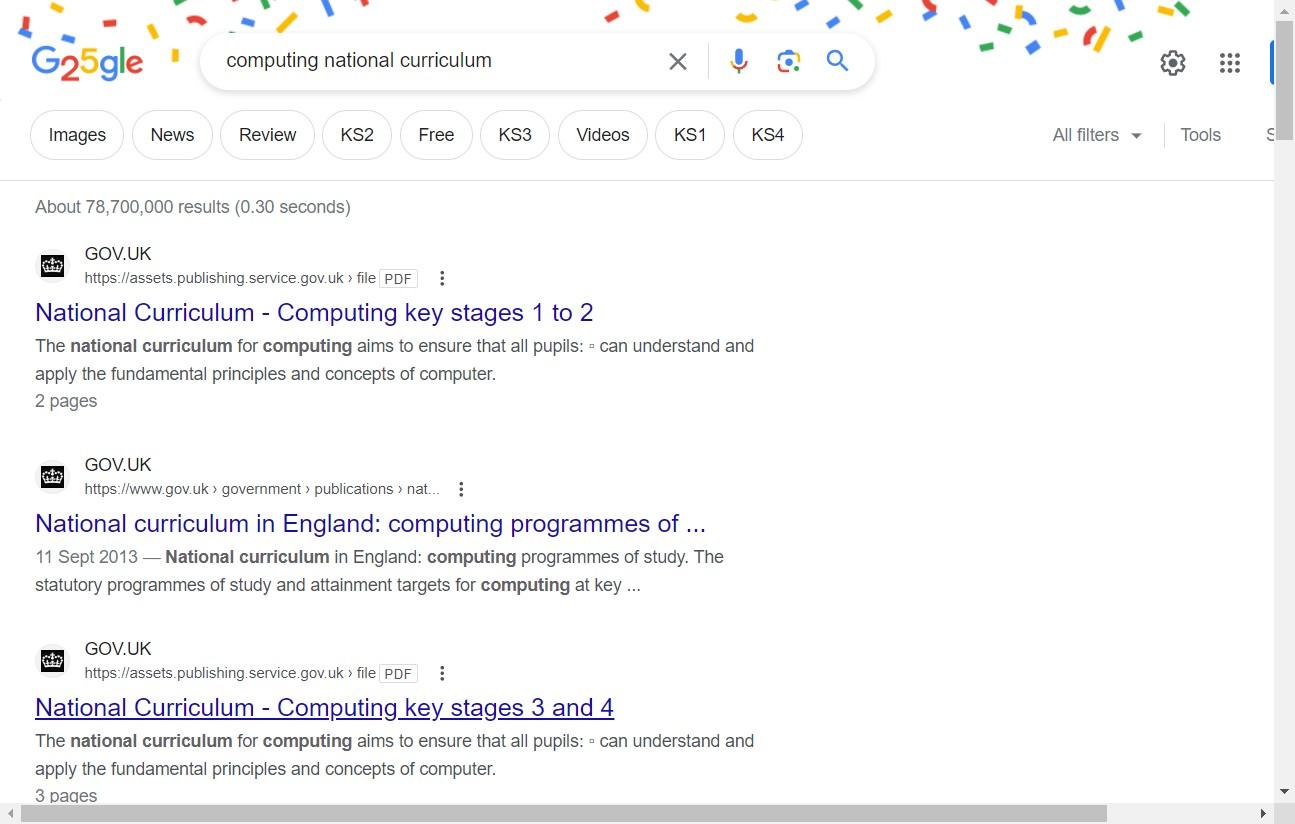 G25gle
computing national curriculum
Images
News
Review
KS2
Free
KS3
Videos
KS1
KS4
All filters
Tools
S
About 78,700,000 results (0.30 seconds)
GOV.UK
https://assets.publishing.service.gov.uk › file PDF
National Curriculum - Computing key stages 1 to 2
The national curriculum for computing aims to ensure that all pupils: ▫ can understand and
apply the fundamental principles and concepts of computer.
2 pages
GOV.UK
https://www.gov.uk › government › publications › nat...
National curriculum in England: computing programmes of ...
11 Sept 2013 — National curriculum in England: computing programmes of study. The
statutory programmes of study and attainment targets for computing at key ...
GOV.UK
https://assets.publishing.service.gov.uk › file PDF
National Curriculum - Computing key stages 3 and 4
The national curriculum for computing aims to ensure that all pupils: ▫ can understand and
apply the fundamental principles and concepts of computer.
3 pages